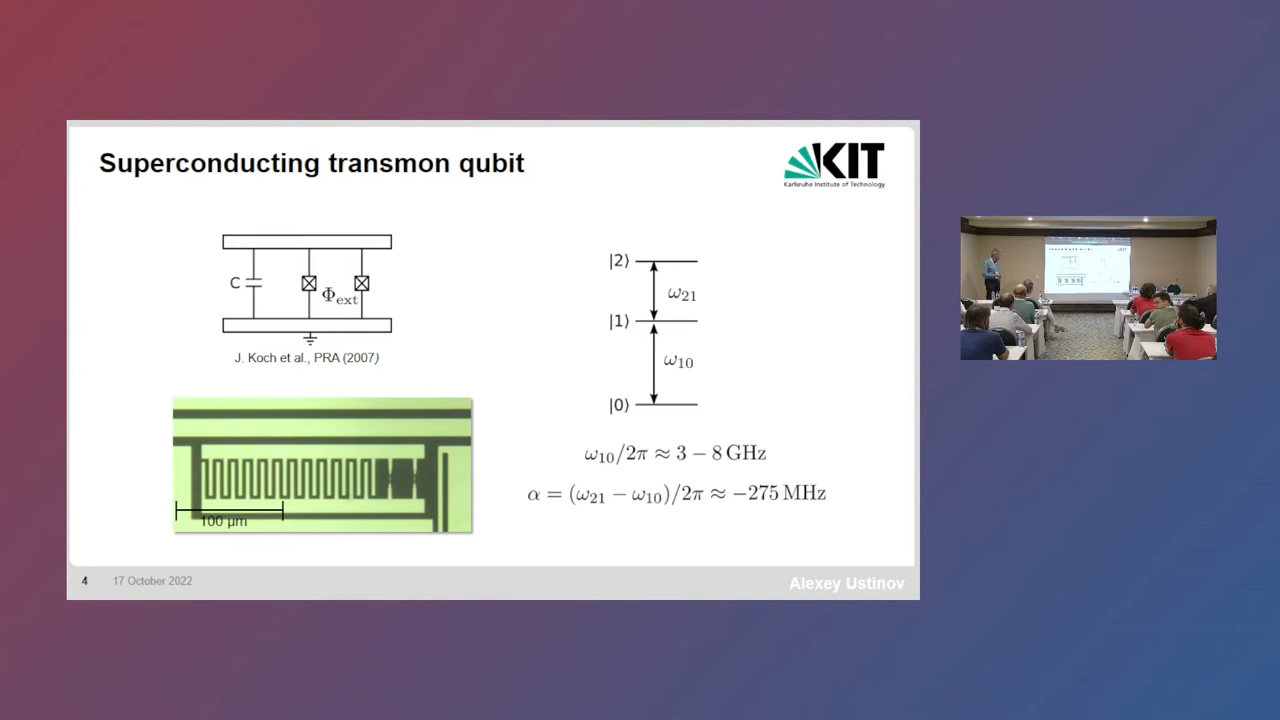 Superconducting transmon qubit
KIT
Karlsruhe Institute of Technology
C
Φext
J. Koch et al., PRA (2007)
100 µm
|2⟩
ω21
|1⟩
ω10
|0⟩
ω10/2π ≈ 3 − 8 GHz
α = (ω21 − ω10)/2π ≈ −275 MHz
4 17 October 2022
Alexey Ustinov